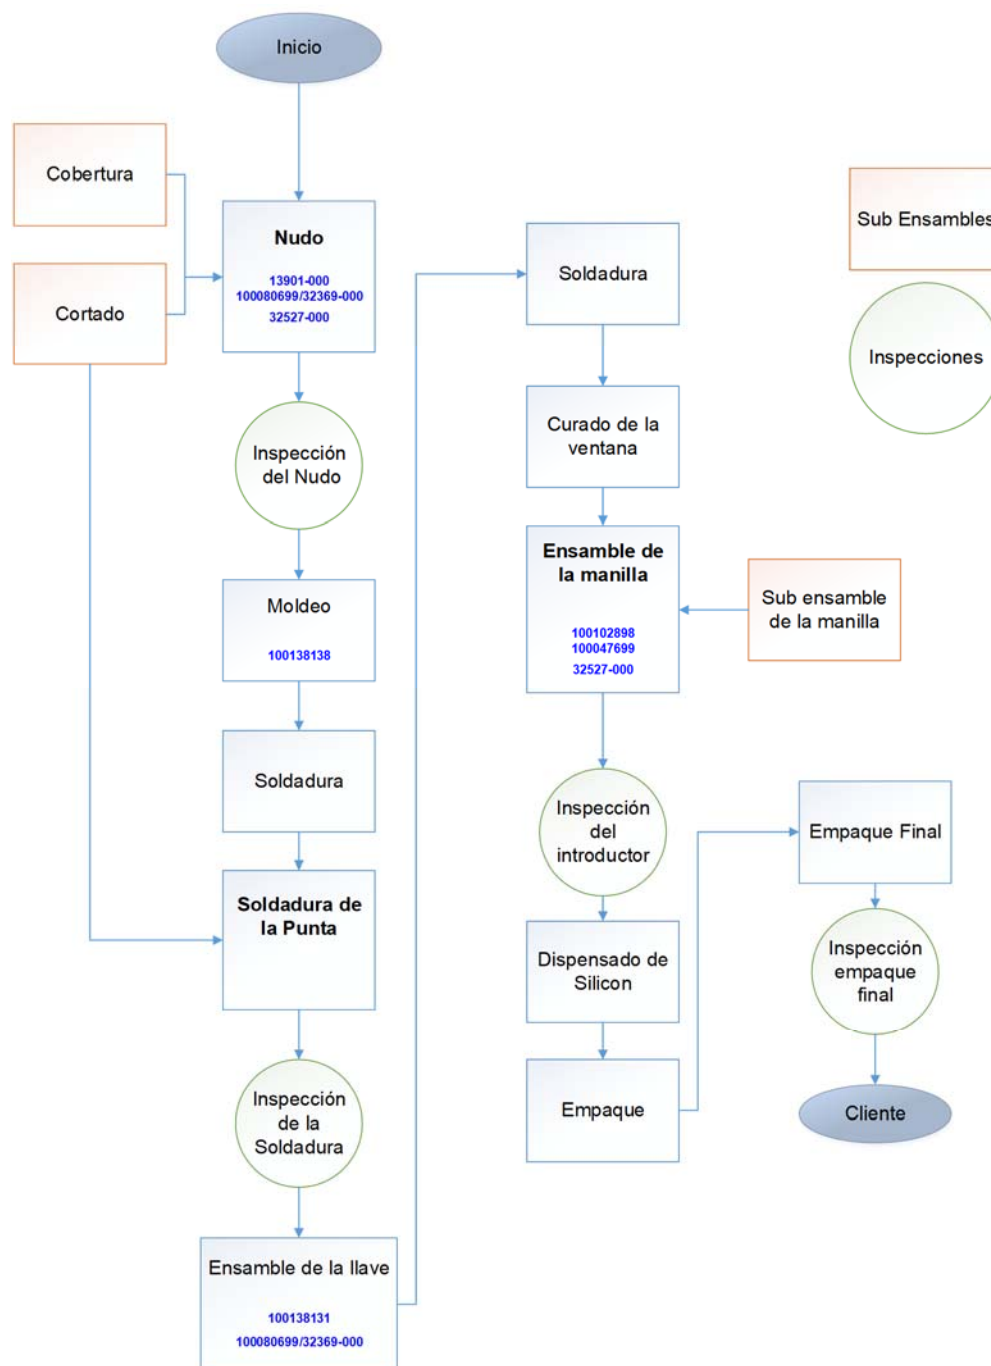 Inicio
Cobertura
Cortado
Nudo
13901-000
100080699/32369-000
32527-000
Inspección
del Nudo
Moldeo
100138138
Soldadura
Soldadura de
la Punta
Inspección
de la
Soldadura
Ensamble de la llave
100138131
100080699/32369-000
Soldadura
Curado de la
ventana
Ensamble de
la manilla
100102898
100047699
32527-000
Sub ensamble
de la manilla
Inspección
del
introductor
Dispensado de
Silicon
Empaque
Empaque Final
Inspección
empaque
final
Cliente
Sub Ensambles
Inspecciones